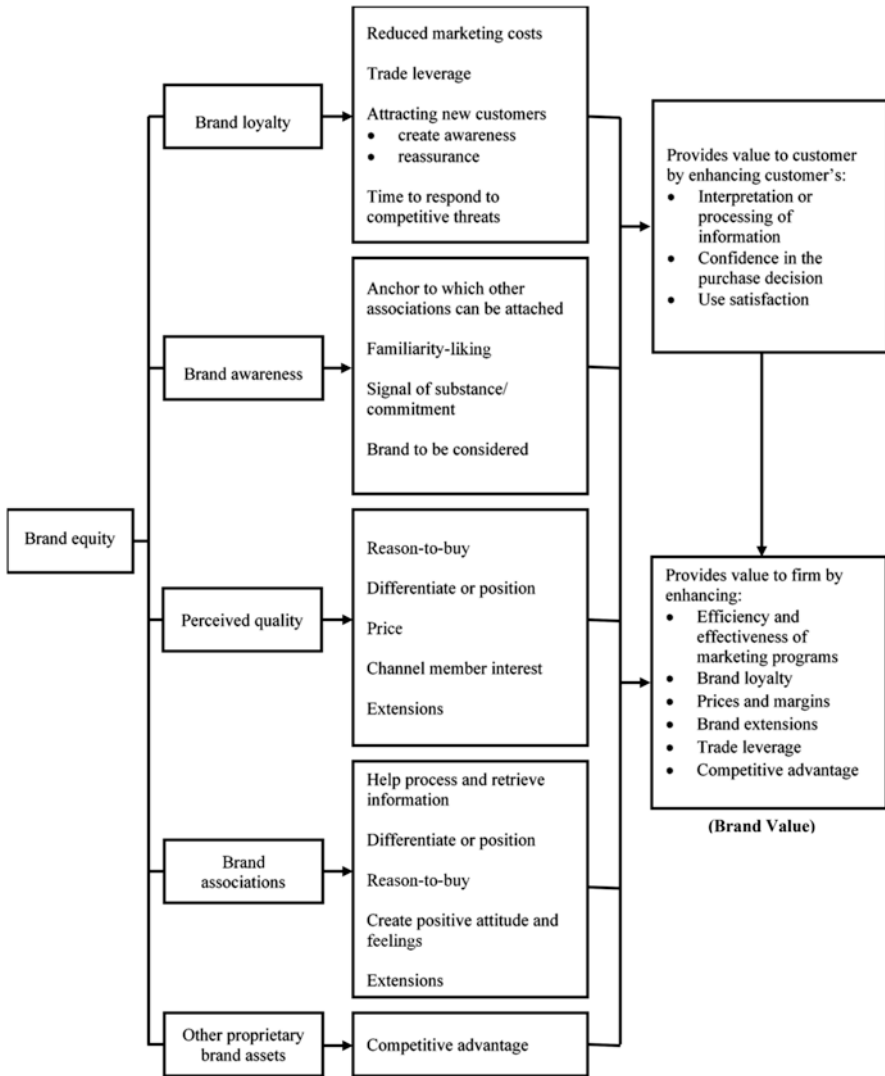 Brand equity
Brand loyalty
Reduced marketing costs
Trade leverage
Attracting new customers
• create awareness
• reassurance
Time to respond to
competitive threats
Brand awareness
Anchor to which other
associations can be attached
Familiarity-liking
Signal of substance/
commitment
Brand to be considered
Perceived quality
Reason-to-buy
Differentiate or position
Price
Channel member interest
Extensions
Brand
associations
Help process and retrieve
information
Differentiate or position
Reason-to-buy
Create positive attitude and
feelings
Extensions
Other proprietary
brand assets
Competitive advantage
Provides value to customer
by enhancing customer’s:
• Interpretation or
processing of
information
• Confidence in the
purchase decision
• Use satisfaction
Provides value to firm by
enhancing:
• Efficiency and
effectiveness of
marketing programs
• Brand loyalty
• Prices and margins
• Brand extensions
• Trade leverage
• Competitive advantage
(Brand Value)